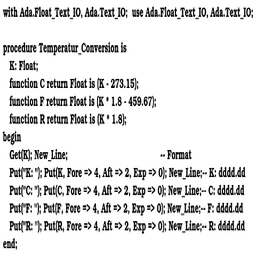 with Ada.Float_Text_IO, Ada.Text_IO;  use Ada.Float_Text_IO, Ada.Text_IO;
procedure Temperatur_Conversion is
K: Float;
function C return Float is (K - 273.15);
function F return Float is (K * 1.8 - 459.67);
function R return Float is (K * 1.8);
begin
Get(K); New_Line; -- Format
Put("K: "); Put(K, Fore => 4, Aft => 2, Exp => 0); New_Line;-- K: dddd.dd
Put("C: "); Put(C, Fore => 4, Aft => 2, Exp => 0); New_Line;-- C: dddd.dd
Put("F: "); Put(F, Fore => 4, Aft => 2, Exp => 0); New_Line;-- F: dddd.dd
Put("R: "); Put(R, Fore => 4, Aft => 2, Exp => 0); New_Line;-- R: dddd.dd
end;